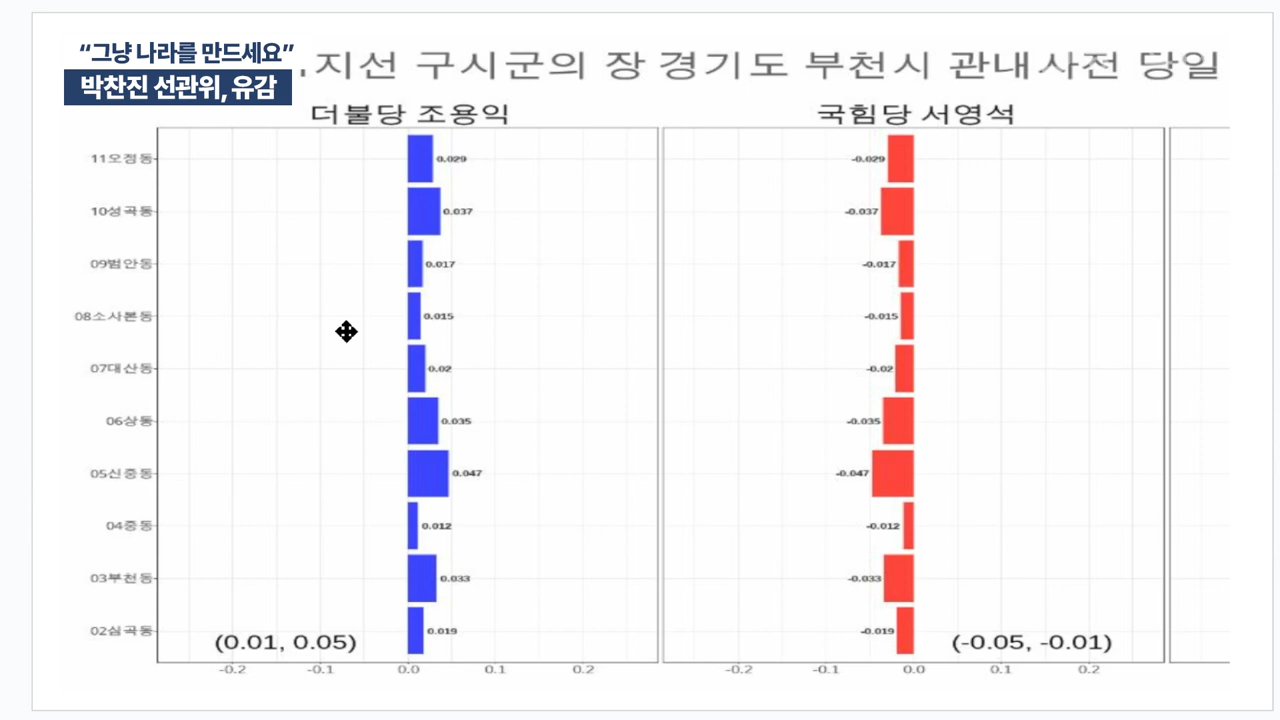 “그냥 나라를 만드세요”
박찬진 선관위, 유감
지선 구시군의 장 경기도 부천시 관내사전 당일
더불당 조용익
국힘당 서영석
11오정동
0.029
-0.029
10성곡동
0.037
-0.037
09범안동
0.017
-0.017
08소사본동
0.015
-0.015
07대산동
0.02
-0.02
06상동
0.035
-0.035
05신중동
0.047
-0.047
04중동
0.012
-0.012
03부천동
0.033
-0.033
02심곡동
0.019
-0.019
(0.01, 0.05)
(-0.05, -0.01)
-0.2 -0.1 0.0 0.1 0.2
-0.2 -0.1 0.0 0.1 0.2